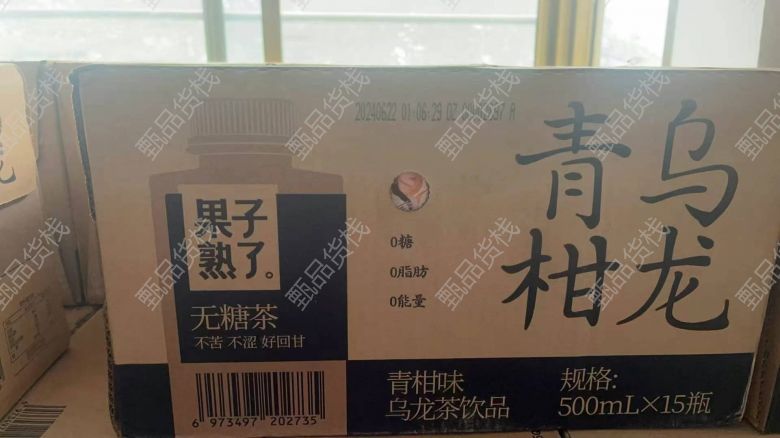 20240622 01-06:29 02
果子
熟了。
无糖茶
不苦 不涩 好回甘
6 973497 202735
0糖
0脂肪
0能量
青柑
乌龙
青柑味
乌龙茶饮品
规格:
500mL×15瓶
甄品货栈